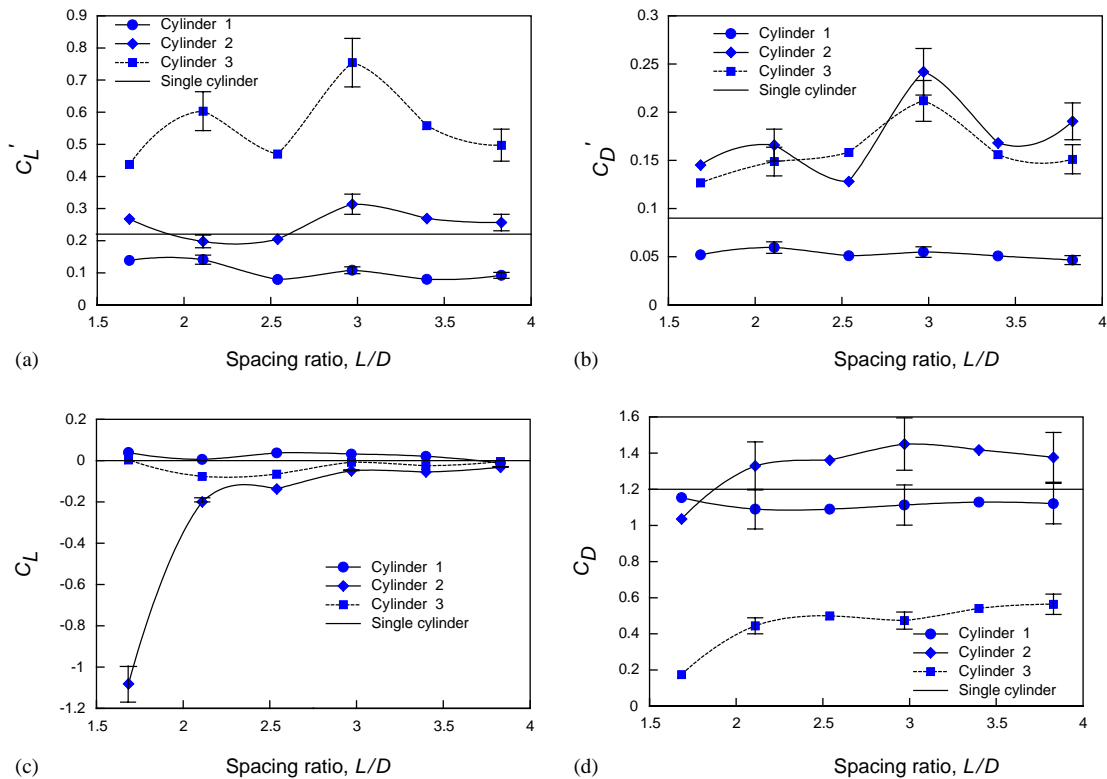 0.9
0.8
0.7
0.6
0.5
0.4
0.3
0.2
0.1
0
1.5 2 2.5 3 3.5 4
CL'
Cylinder 1
Cylinder 2
Cylinder 3
Single cylinder
(a) Spacing ratio, L/D
0.3
0.25
0.2
0.15
0.1
0.05
0
1.5 2 2.5 3 3.5 4
CD'
Cylinder 1
Cylinder 2
Cylinder 3
Single cylinder
(b) Spacing ratio, L/D
0.2
0
-0.2
-0.4
-0.6
-0.8
-1
-1.2
1.5 2 2.5 3 3.5 4
CL
Cylinder 1
Cylinder 2
Cylinder 3
Single cylinder
(c) Spacing ratio, L/D
1.6
1.4
1.2
1
0.8
0.6
0.4
0.2
0
1.5 2 2.5 3 3.5 4
CD
Cylinder 1
Cylinder 2
Cylinder 3
Single cylinder
(d) Spacing ratio, L/D